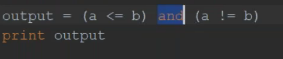 output = (a <= b) and (a != b)
print output